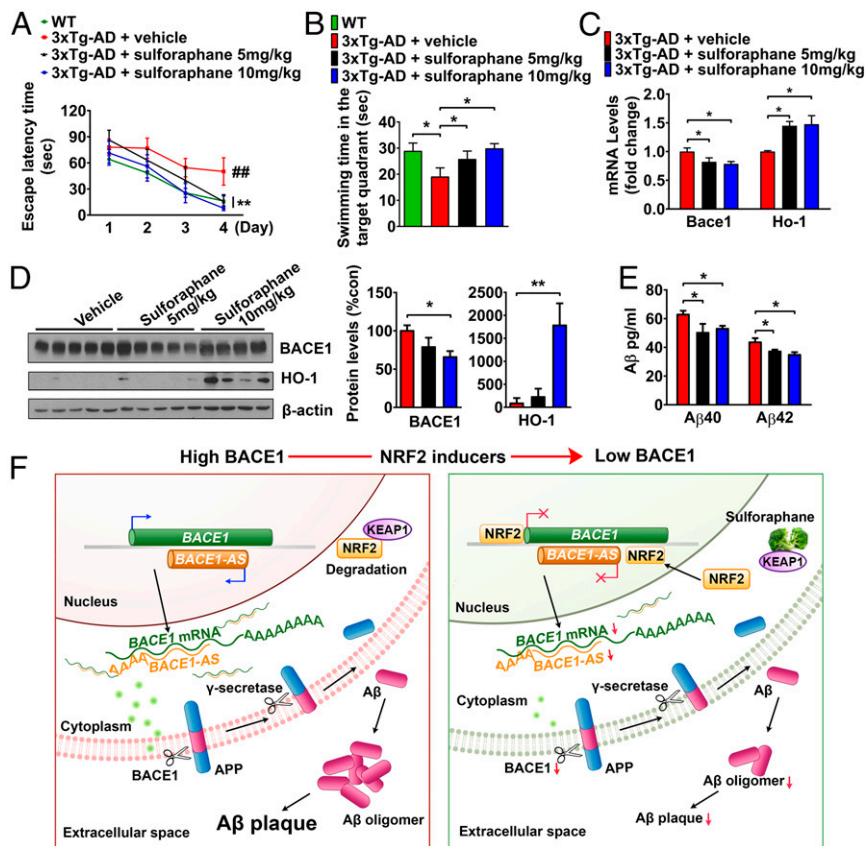 A
WT
3xTg-AD + vehicle
3xTg-AD + sulforaphane 5mg/kg
3xTg-AD + sulforaphane 10mg/kg
Escape latency time
(sec)
120
90
60
30
0
##
**
1 2 3 4 (Day)
B
WT
3xTg-AD + vehicle
3xTg-AD + sulforaphane 5mg/kg
3xTg-AD + sulforaphane 10mg/kg
Swimming time in the
target quadrant (sec)
40
30
20
10
0
* * *
C
3xTg-AD + vehicle
3xTg-AD + sulforaphane 5mg/kg
3xTg-AD + sulforaphane 10mg/kg
mRNA Levels
(fold change)
2.0
1.5
1.0
0.5
0.0
* *
* *
Bace1 Ho-1
D
Vehicle
Sulforaphane
5mg/kg
Sulforaphane
10mg/kg
BACE1
HO-1
β-actin
Protein levels (%con)
150
100
50
0
*
BACE1
2500
2000
1500
1000
500
0
**
HO-1
E
Aβ pg/ml
80
60
40
20
0
* *
* *
Aβ40 Aβ42
F
High BACE1 NRF2 inducers Low BACE1
BACE1
BACE1-AS
KEAP1
NRF2
Degradation
Nucleus
BACE1 mRNA
AAAAAAA
AAAA
BACE1-AS
γ-secretase
Aβ
Cytoplasm
BACE1
APP
Aβ plaque
Aβ oligomer
Extracellular space
NRF2
BACE1
BACE1-AS
NRF2
NRF2
Sulforaphane
KEAP1
Nucleus
BACE1 mRNA
AAAAAAA
AAAA
BACE1-AS
γ-secretase
Aβ
Cytoplasm
BACE1
APP
Aβ oligomer
Aβ plaque
Extracellular space